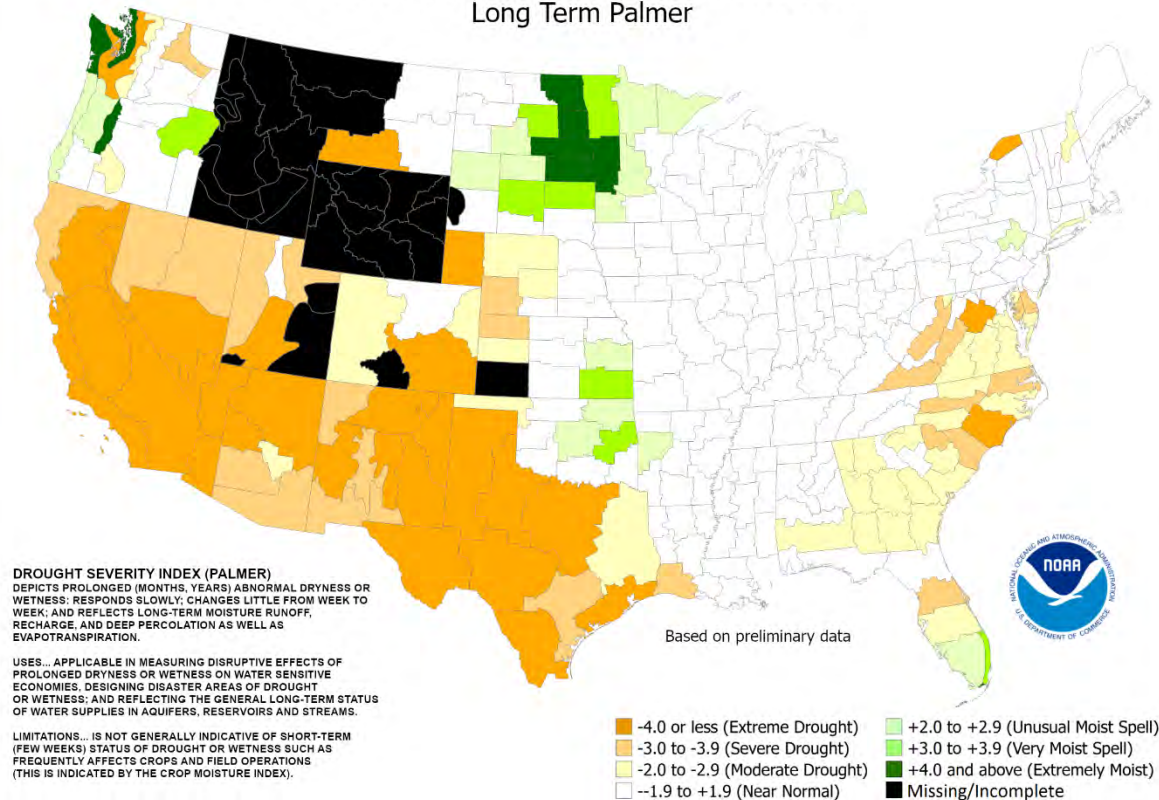 Long Term Palmer
DROUGHT SEVERITY INDEX (PALMER)
DEPICTS PROLONGED (MONTHS, YEARS) ABNORMAL DRYNESS OR
WETNESS: RESPONDS SLOWLY; CHANGES LITTLE FROM WEEK TO
WEEK; AND REFLECTS LONG-TERM MOISTURE RUNOFF,
RECHARGE, AND DEEP PERCOLATION AS WELL AS
EVAPOTRANSPIRATION.
USES... APPLICABLE IN MEASURING DISRUPTIVE EFFECTS OF
PROLONGED DRYNESS OR WETNESS ON WATER SENSITIVE
ECONOMIES, DESIGNING DISASTER AREAS OF DROUGHT
OR WETNESS; AND REFLECTING THE GENERAL LONG-TERM STATUS
OF WATER SUPPLIES IN AQUIFERS, RESERVOIRS AND STREAMS.
LIMITATIONS... IS NOT GENERALLY INDICATIVE OF SHORT-TERM
(FEW WEEKS) STATUS OF DROUGHT OR WETNESS SUCH AS
FREQUENTLY AFFECTS CROPS AND FIELD OPERATIONS
(THIS IS INDICATED BY THE CROP MOISTURE INDEX).
Based on preliminary data
NATIONAL OCEANIC AND ATMOSPHERIC ADMINISTRATION
NOAA
U.S. DEPARTMENT OF COMMERCE
-4.0 or less (Extreme Drought)
-3.0 to -3.9 (Severe Drought)
-2.0 to -2.9 (Moderate Drought)
--1.9 to +1.9 (Near Normal)
+2.0 to +2.9 (Unusual Moist Spell)
+3.0 to +3.9 (Very Moist Spell)
+4.0 and above (Extremely Moist)
Missing/Incomplete